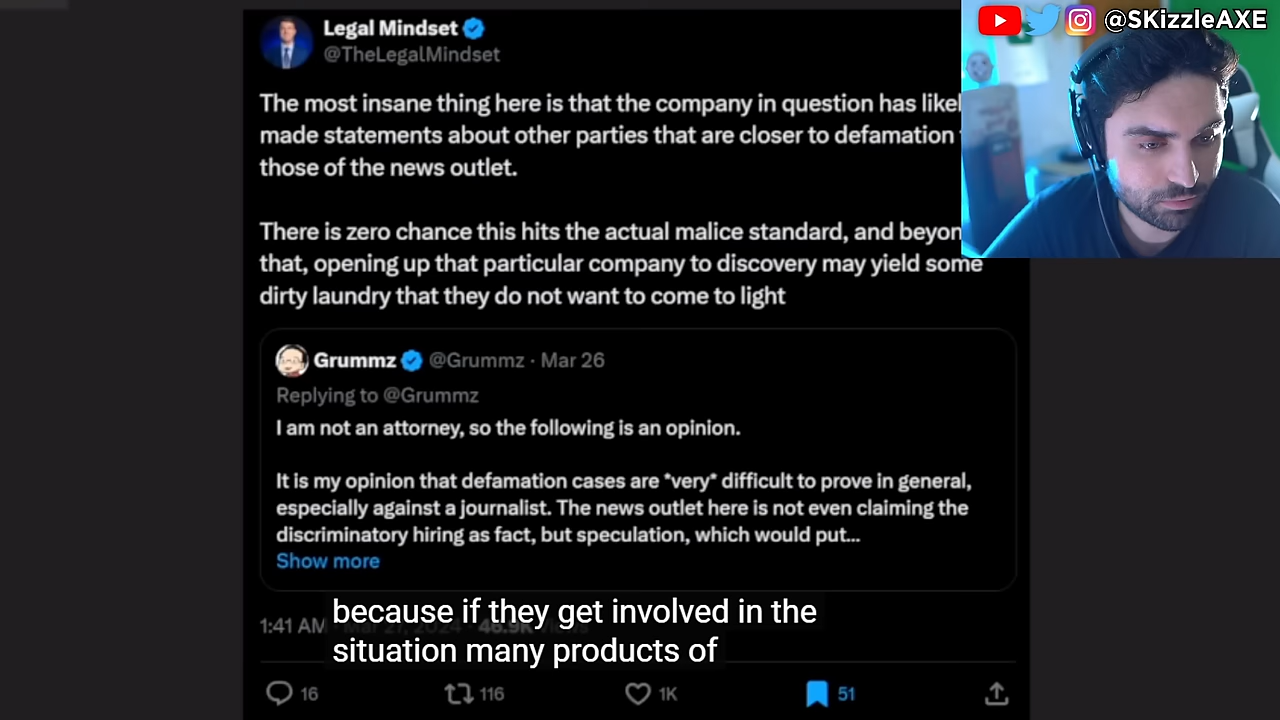 @SKizzleAXE
Legal Mindset
@TheLegalMindset
The most insane thing here is that the company in question has
made statements about other parties that are closer to defamation
those of the news outlet.
There is zero chance this hits the actual malice standard, and
that, opening up that particular company to discovery may yield some
dirty laundry that they do not want to come to light
Grummz @Grummz · Mar 26
Replying to @Grummz
I am not an attorney, so the following is an opinion.
It is my opinion that defamation cases are *very* difficult to prove in general,
especially against a journalist. The news outlet here is not even claiming the
discriminatory hiring as fact, but speculation, which would put...
Show more
because if they get involved in the
1:41 AM
situation many products of
16 116 1K 51